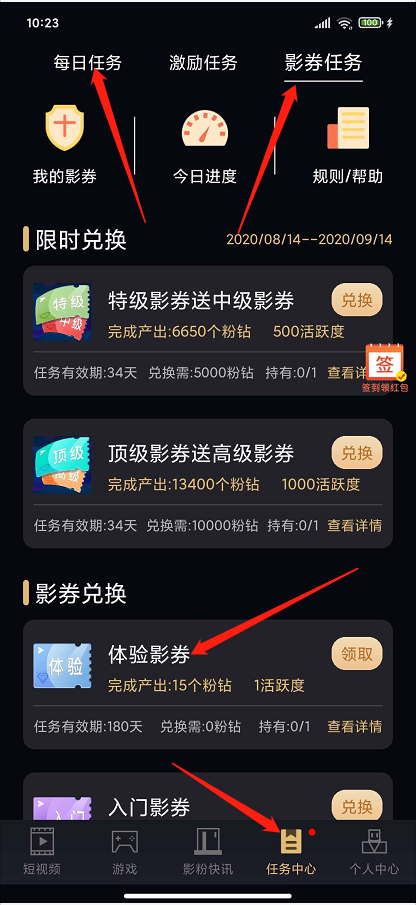 10:23
100
每日任务 激励任务 影券任务
我的影券 今日进度 规则/帮助
限时兑换 2020/08/14--2020/09/14
特级
中级
特级影券送中级影券 兑换
完成产出:6650个粉钻 500活跃度
签
签到领红包
任务有效期:34天 兑换需:5000粉钻 持有:0/1 查看详
顶级
高级
顶级影券送高级影券 兑换
完成产出:13400个粉钻 1000活跃度
任务有效期:34天 兑换需:10000粉钻 持有:0/1 查看详情
影券兑换
体验
体验影券 领取
完成产出:15个粉钻 1活跃度
任务有效期:180天 兑换需:0粉钻 持有:0/1 查看详情
入门
入门影券 兑换
短视频 游戏 影粉快讯 任务中心 个人中心